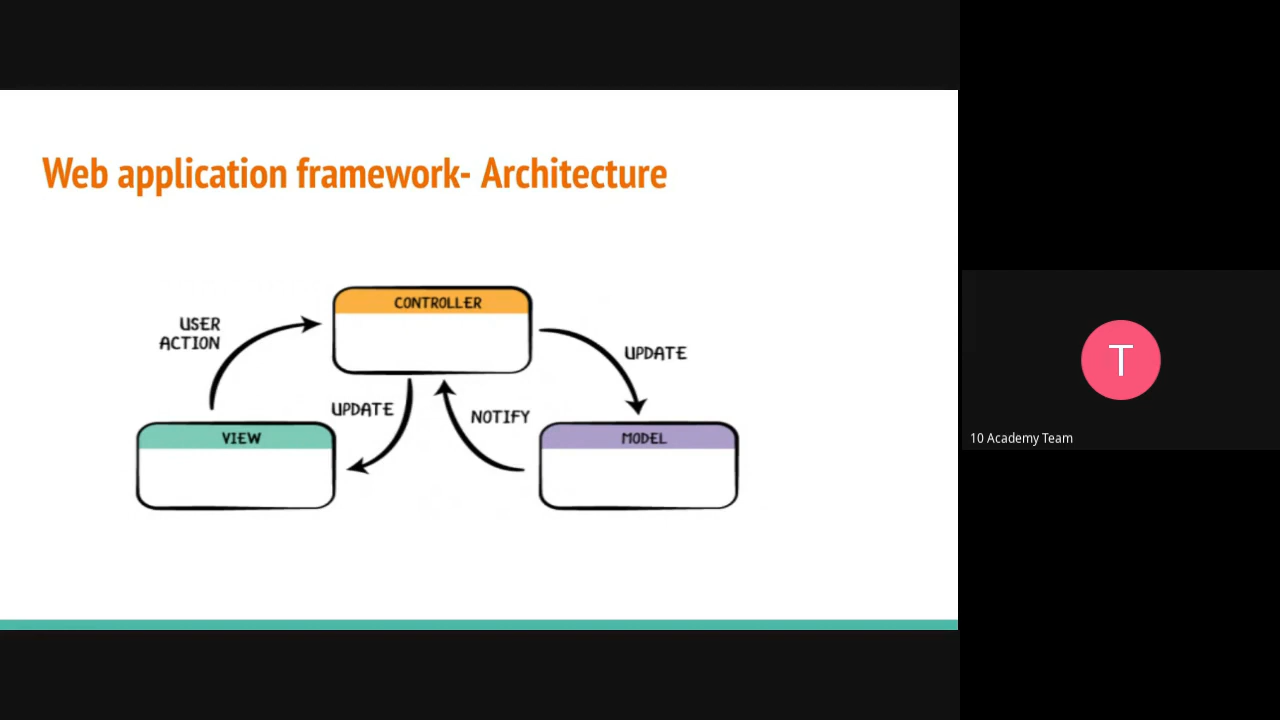 Web application framework- Architecture
CONTROLLER
USER
ACTION
UPDATE
UPDATE
NOTIFY
VIEW
MODEL
T
10 Academy Team